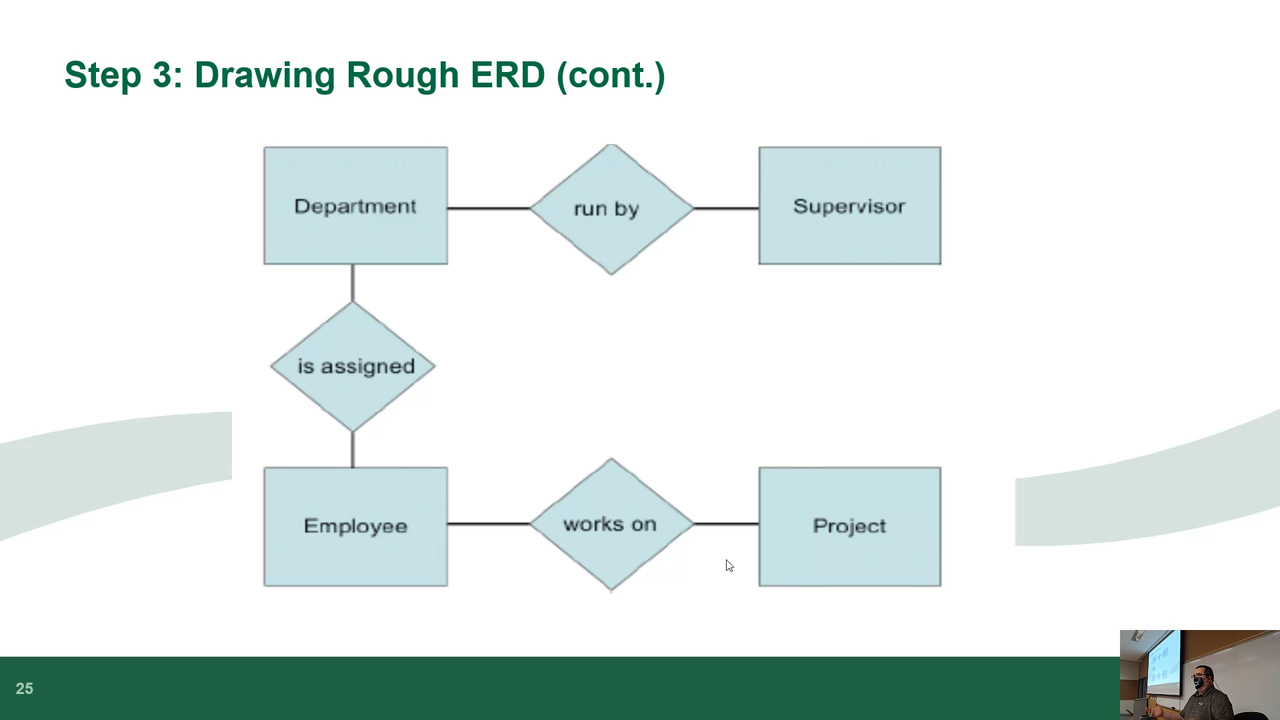 Step 3: Drawing Rough ERD (cont.)
Department
run by
Supervisor
is assigned
Employee
works on
Project
25